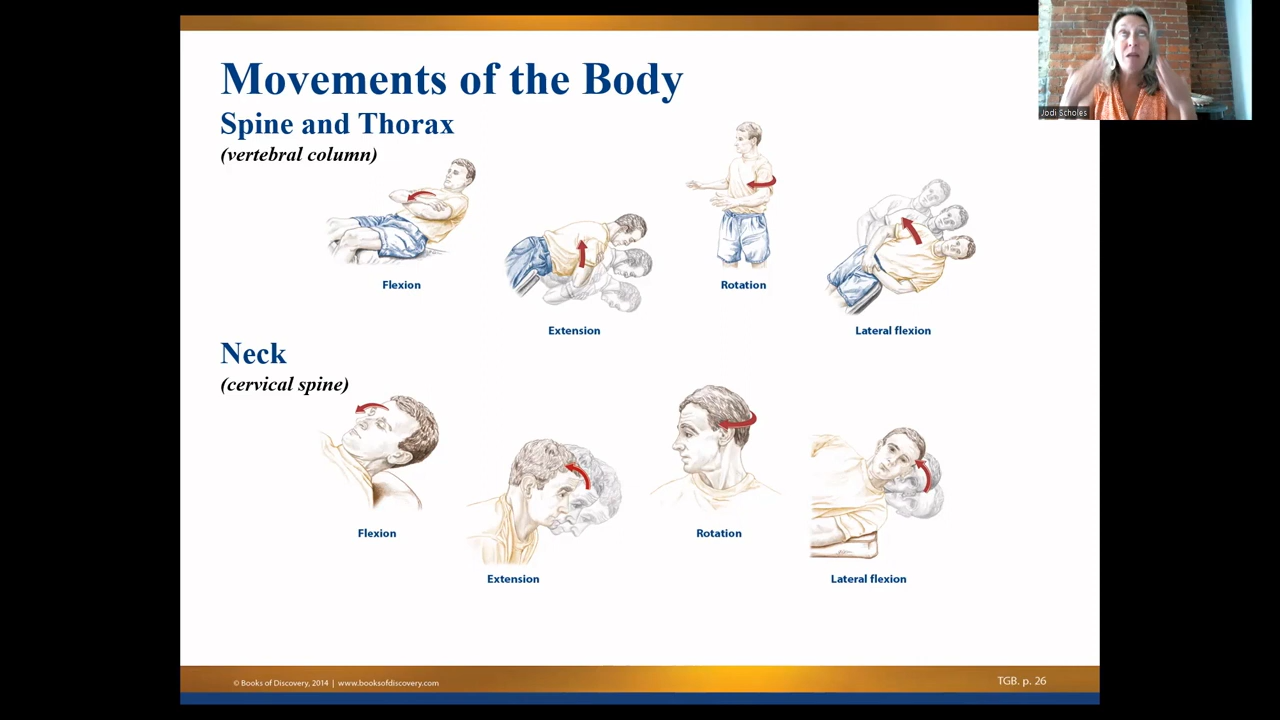 Movements of the Body
Spine and Thorax
(vertebral column)
Flexion
Extension
Rotation
Lateral flexion
Neck
(cervical spine)
Flexion
Extension
Rotation
Lateral flexion
© Books of Discovery, 2014 | www.booksofdiscovery.com
TGB. p. 26
Jodi Scholes